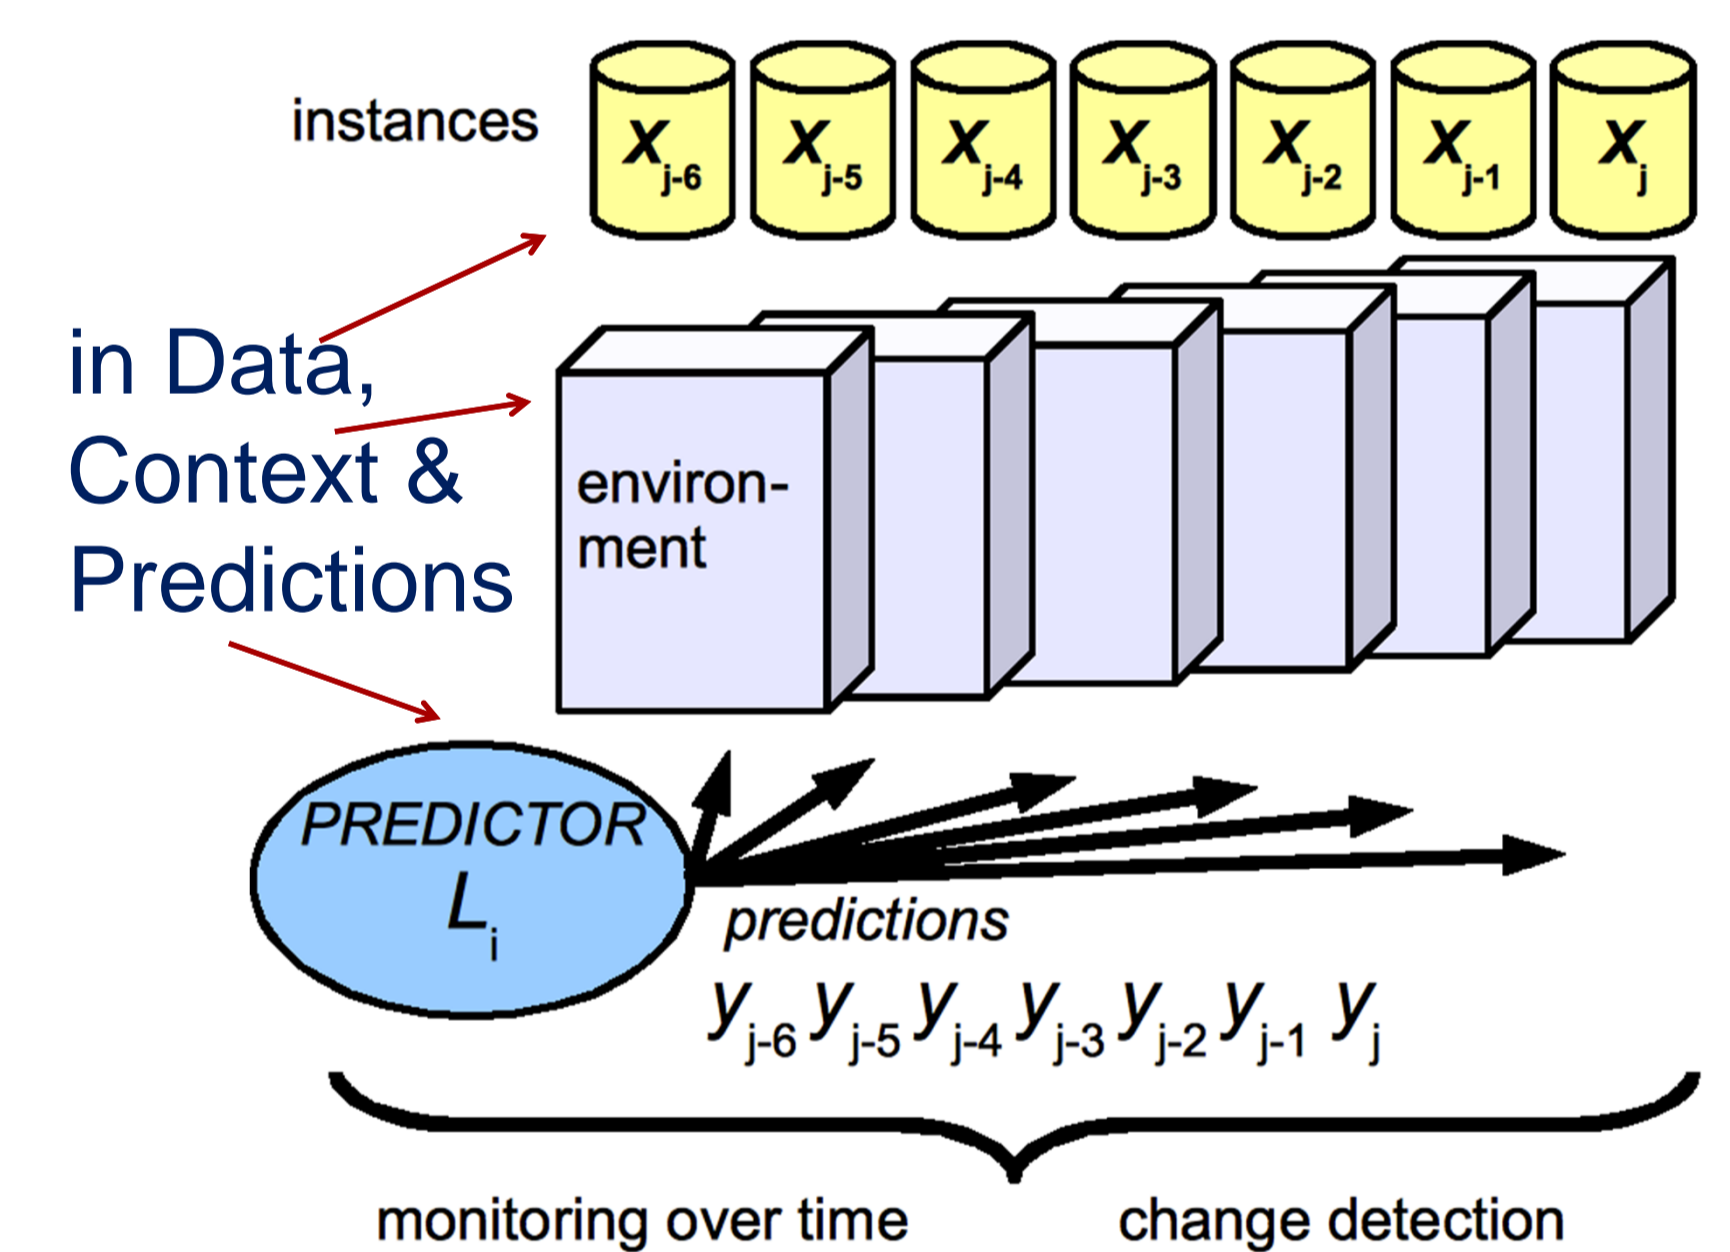 instances
X j-6 X j-5 X j-4 X j-3 X j-2 X j-1 X j
in Data,
Context &
Predictions
environ-
ment
PREDICTOR
L i
predictions
y j-6 y j-5 y j-4 y j-3 y j-2 y j-1 y j
monitoring over time change detection